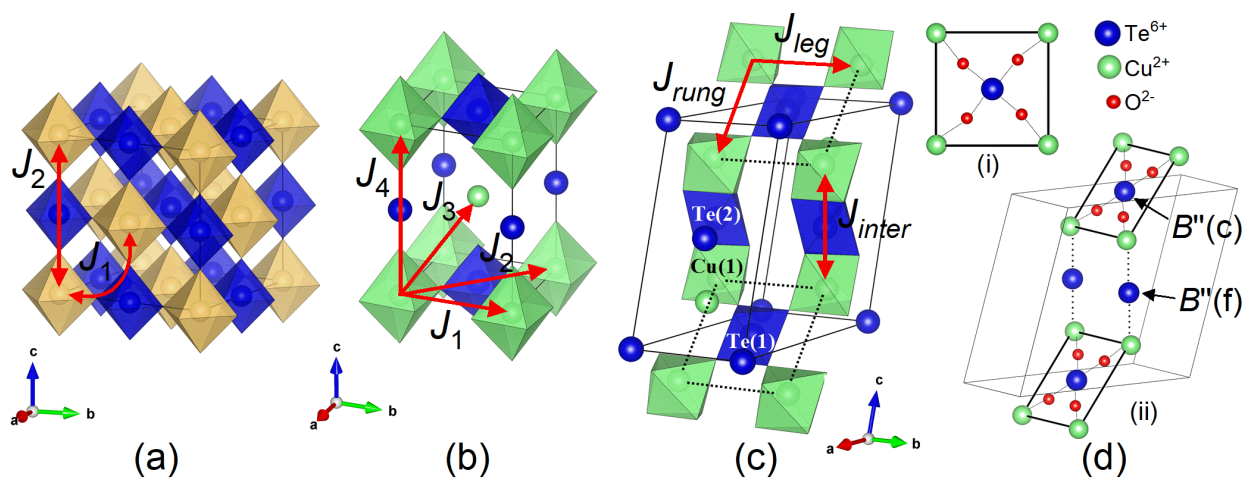 J2
J1
c
a
b
(a)
J4
J3
J2
J1
c
a
b
(b)
Jleg
Jrung
Te(2)
Cu(1)
Jinter
Te(1)
c
a
b
(c)
(i)
Te6+
Cu2+
O2-
B"(c)
B"(f)
(ii)
(d)